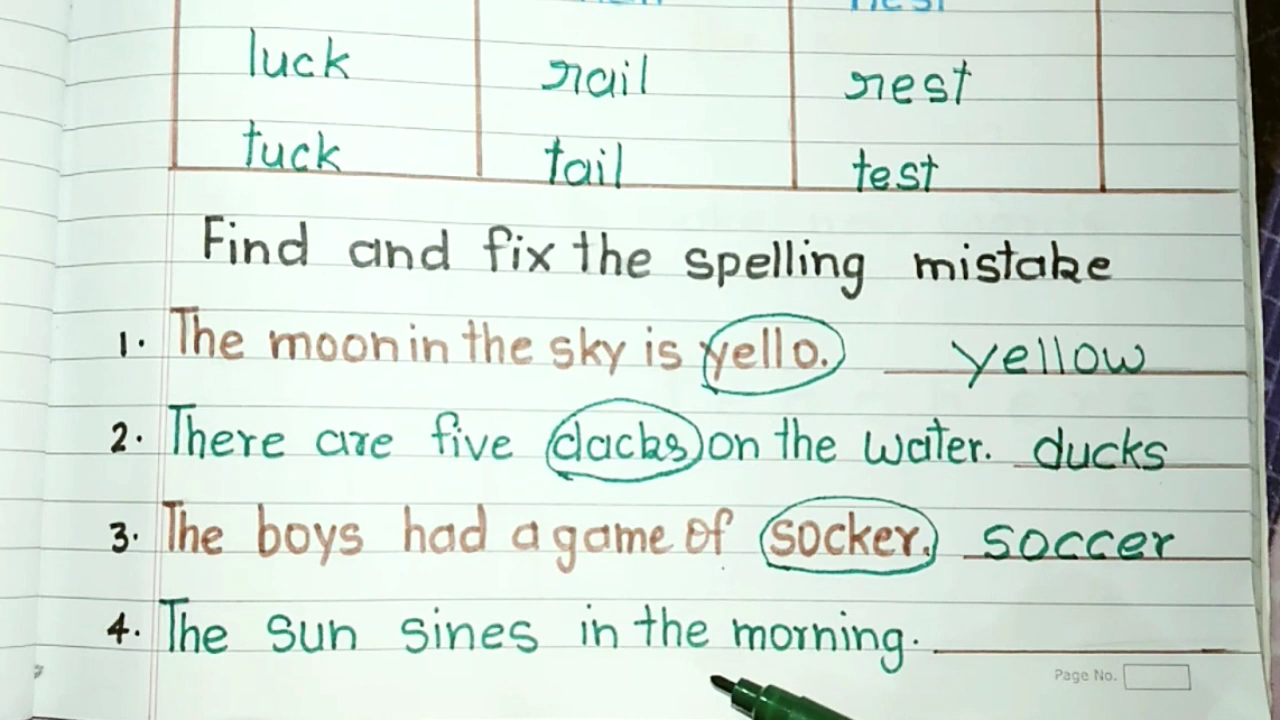 luck rail rest
tuck tail test
Find and fix the spelling mistake
1. The moon in the sky is yello. yellow
2. There are five dacks on the water. ducks
3. The boys had a game of socker. soccer
4. The sun sines in the morning.
Page No.